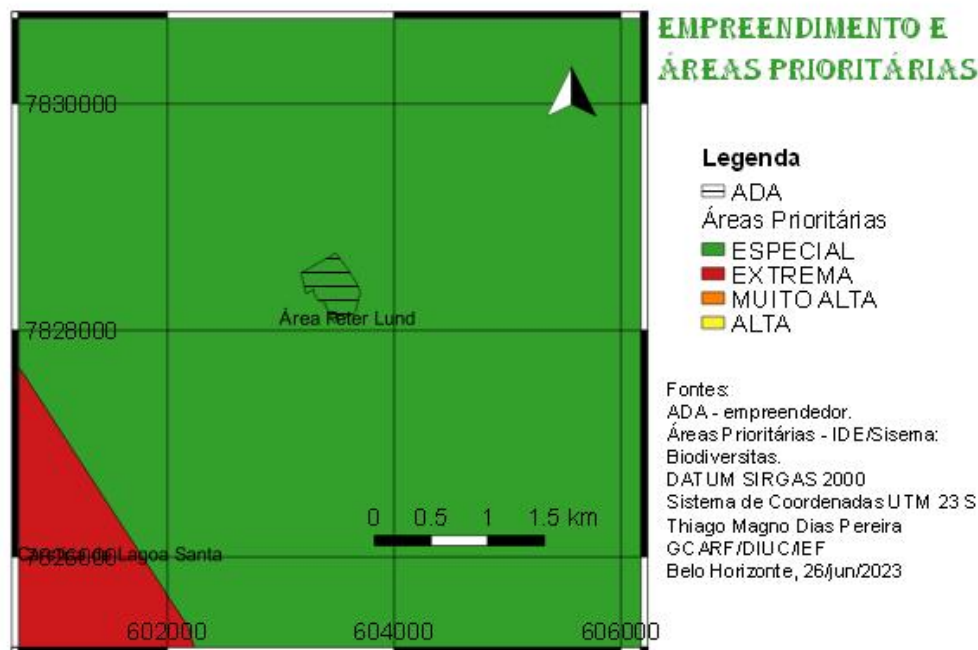 EMPREENDIMENTO E
ÁREAS PRIORITÁRIAS
7830000
7828000
7826000
602000
604000
606000
Área Peter Lund
Carstica de Lagoa Santa
0 0.5 1 1.5 km
Legenda
ADA
Áreas Prioritárias
ESPECIAL
EXTREMA
MUITO ALTA
ALTA
Fontes:
ADA - empreendedor.
Áreas Prioritárias - IDE/Sisema:
Biodiversitas.
DATUM SIRGAS 2000
Sistema de Coordenadas UTM 23 S
Thiago Magno Dias Pereira
GCARF/DIUC/IEF
Belo Horizonte, 26/jun/2023